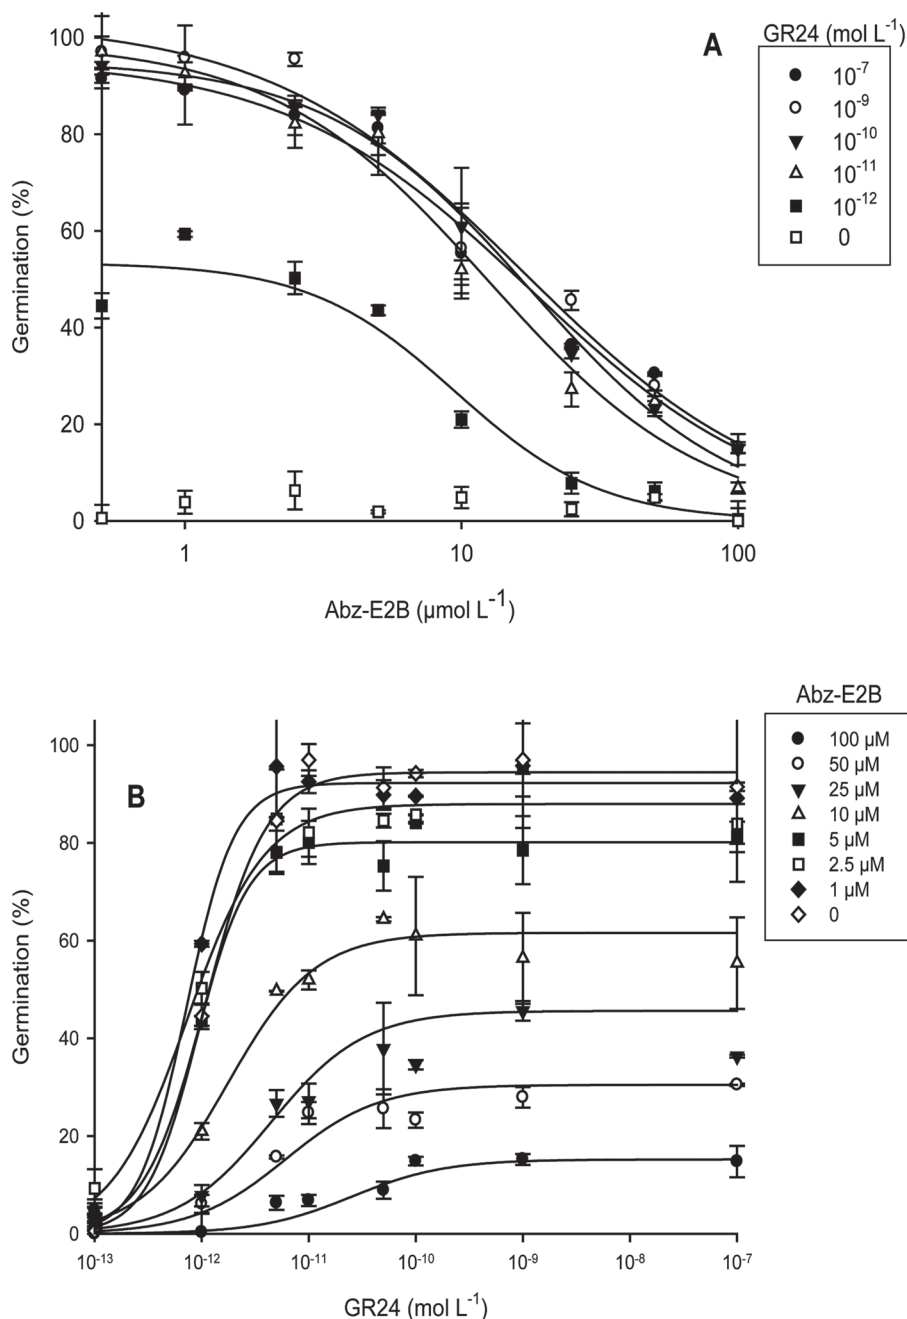 A
GR24 (mol L⁻¹)
10⁻⁷
10⁻⁹
10⁻¹⁰
10⁻¹¹
10⁻¹²
0
Germination (%)
100
80
60
40
20
0
1 10 100
Abz-E2B (µmol L⁻¹)
Abz-E2B
100 µM
50 µM
25 µM
10 µM
5 µM
2.5 µM
1 µM
0
B
Germination (%)
100
80
60
40
20
0
10⁻¹³ 10⁻¹² 10⁻¹¹ 10⁻¹⁰ 10⁻⁹ 10⁻⁸ 10⁻⁷
GR24 (mol L⁻¹)